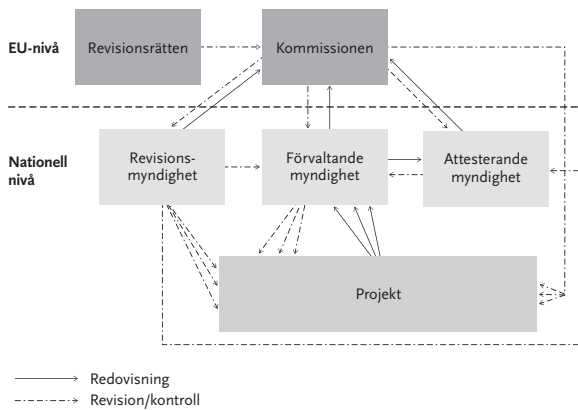 EU-nivå
Revisionsrätten
Kommissionen
Nationell
nivå
Revisions-
myndighet
Förvaltande
myndighet
Attesterande
myndighet
Projekt
Redovisning
Revision/kontroll